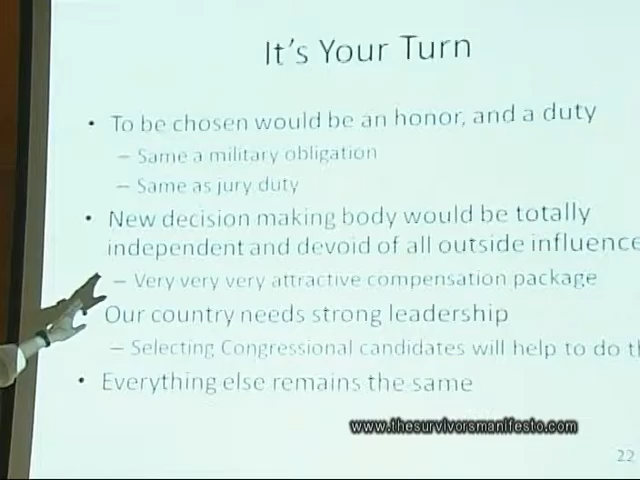 It's Your Turn
• To be chosen would be an honor, and a duty
– Same a military obligation
– Same as jury duty
• New decision making body would be totally
independent and devoid of all outside influence
– Very very very attractive compensation package
Our country needs strong leadership
– Selecting Congressional candidates will help to do th
• Everything else remains the same
www.thesurvivorsmanifesto.com
22